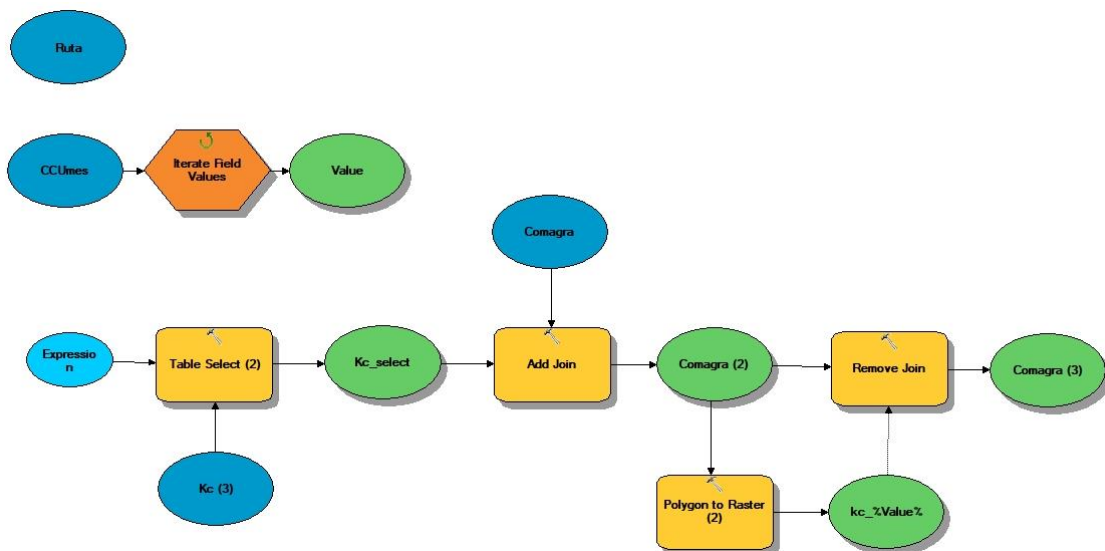 Ruta
CCUmes
Iterate Field
Values
Value
Comagra
Expressio
n
Table Select (2)
Kc_select
Add Join
Comagra (2)
Remove Join
Comagra (3)
Kc (3)
Polygon to Raster
(2)
kc_%Value%